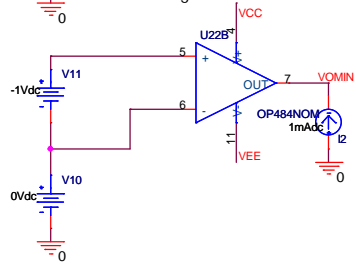 0
VCC
U22B
4
5
+
V+
V11
-1Vdc
OUT
7
VOMIN
6
-
V-
OP484NOM
1mAdc
11
I2
VEE
0
V10
0Vdc
0